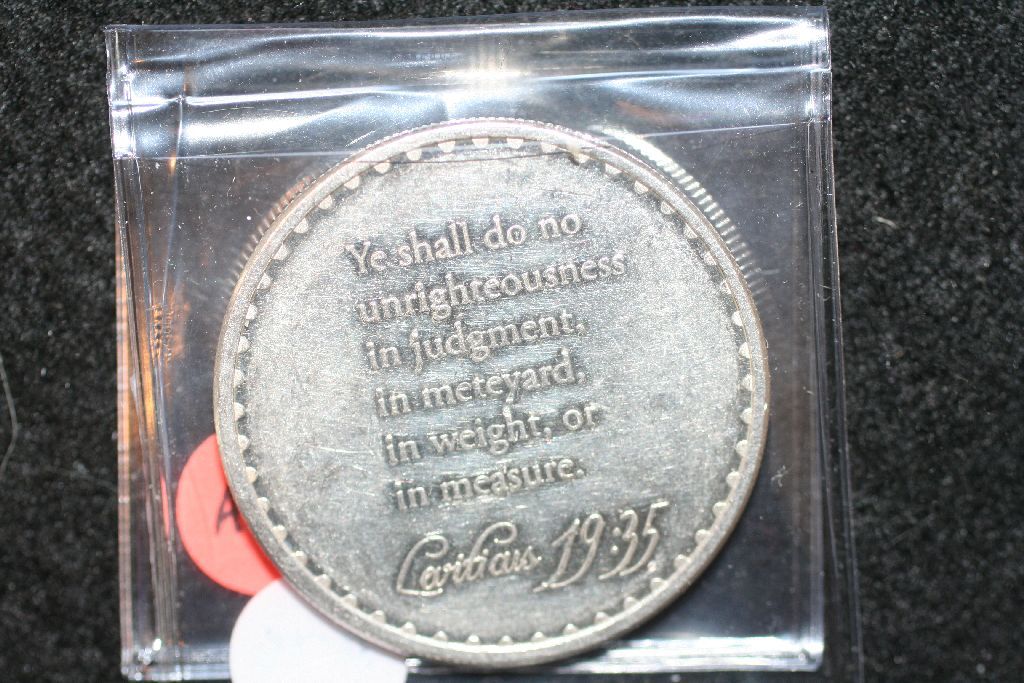 Ye shall do no
unrighteousness
in judgment,
in meteyard,
in weight, or
in measure.
Leviticus 19:35
A